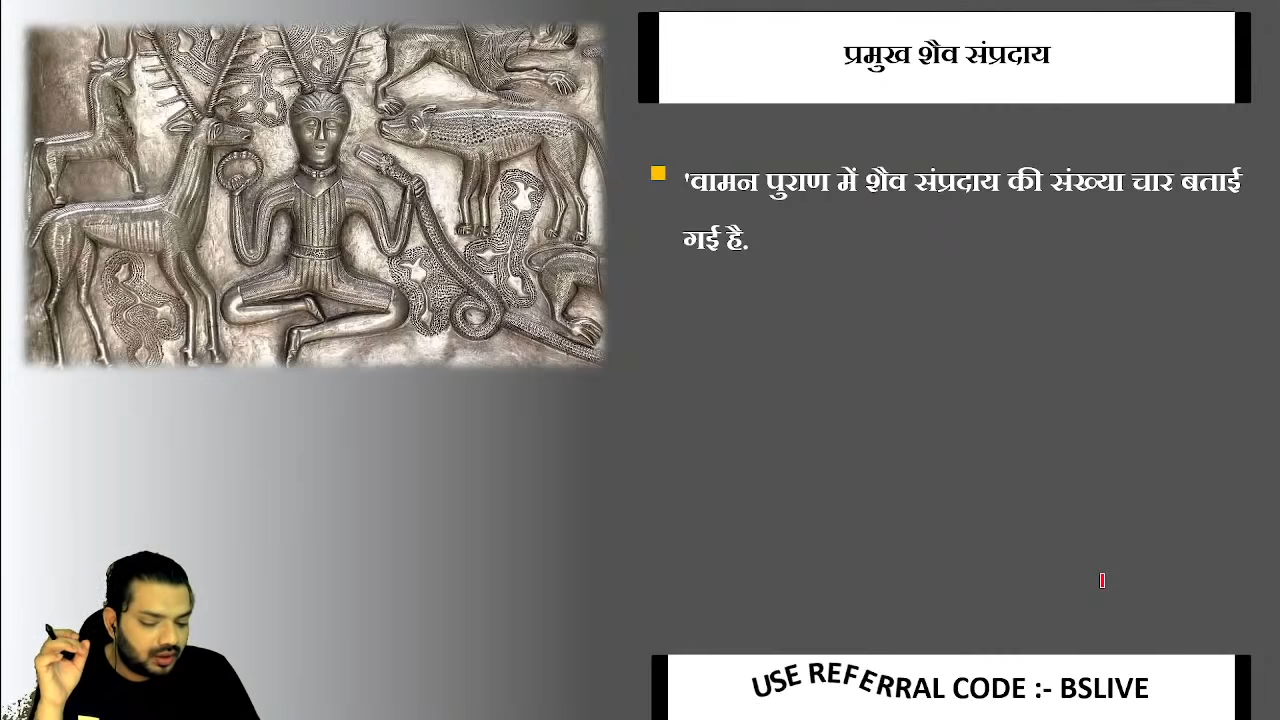 प्रमुख शैव संप्रदाय
'वामन पुराण में शैव संप्रदाय की संख्या चार बताई
गई है.
USE REFERRAL CODE :- BSLIVE